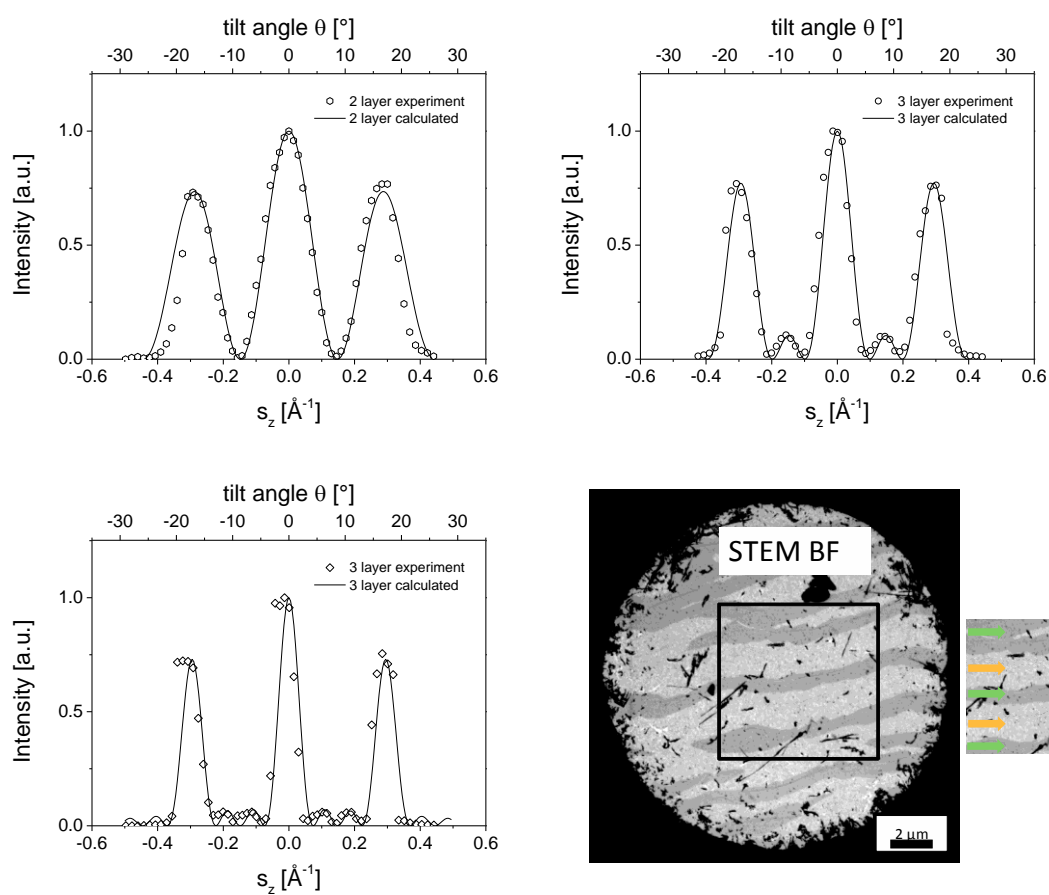 tilt angle θ [°]
-30 -20 -10 0 10 20 30
2 layer experiment
2 layer calculated
1.0
0.5
0.0
Intensity [a.u.]
-0.6 -0.4 -0.2 0.0 0.2 0.4 0.6
s_z [Å^-1]
tilt angle θ [°]
-30 -20 -10 0 10 20 30
3 layer experiment
3 layer calculated
1.0
0.5
0.0
Intensity [a.u.]
-0.6 -0.4 -0.2 0.0 0.2 0.4 0.6
s_z [Å^-1]
tilt angle θ [°]
-30 -20 -10 0 10 20 30
3 layer experiment
3 layer calculated
1.0
0.5
0.0
Intensity [a.u.]
-0.6 -0.4 -0.2 0.0 0.2 0.4 0.6
s_z [Å^-1]
STEM BF
2 µm